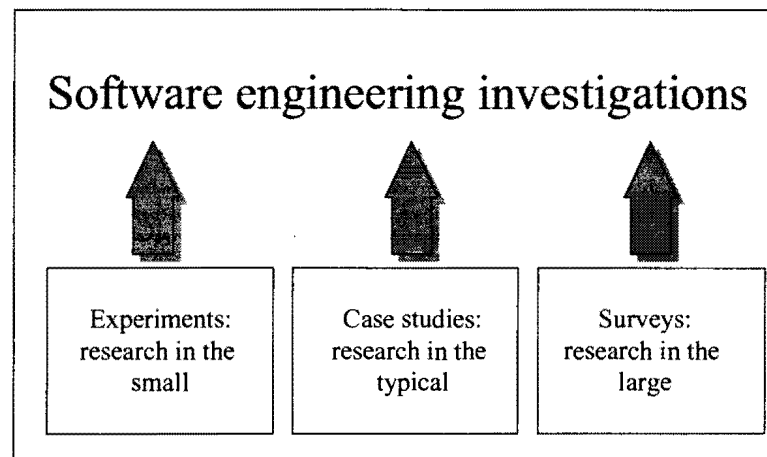 Software engineering investigations
Experiments:
research in the
small
Case studies:
research in the
typical
Surveys:
research in the
large